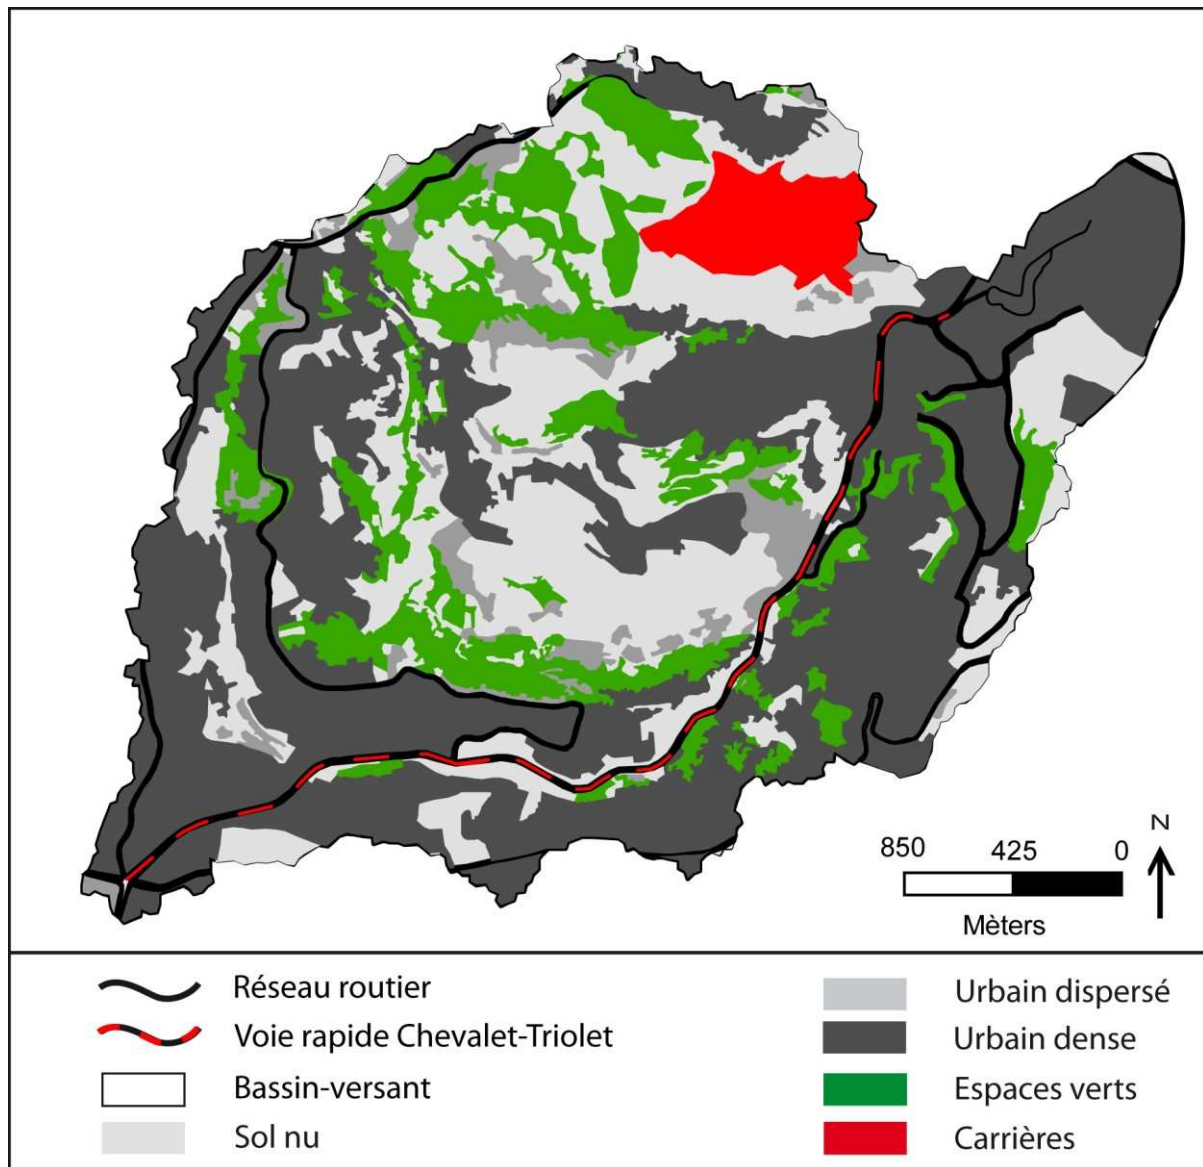 N
850 425 0
Mèters
Réseau routier
Voie rapide Chevalet-Triolet
Bassin-versant
Sol nu
Urbain dispersé
Urbain dense
Espaces verts
Carrières